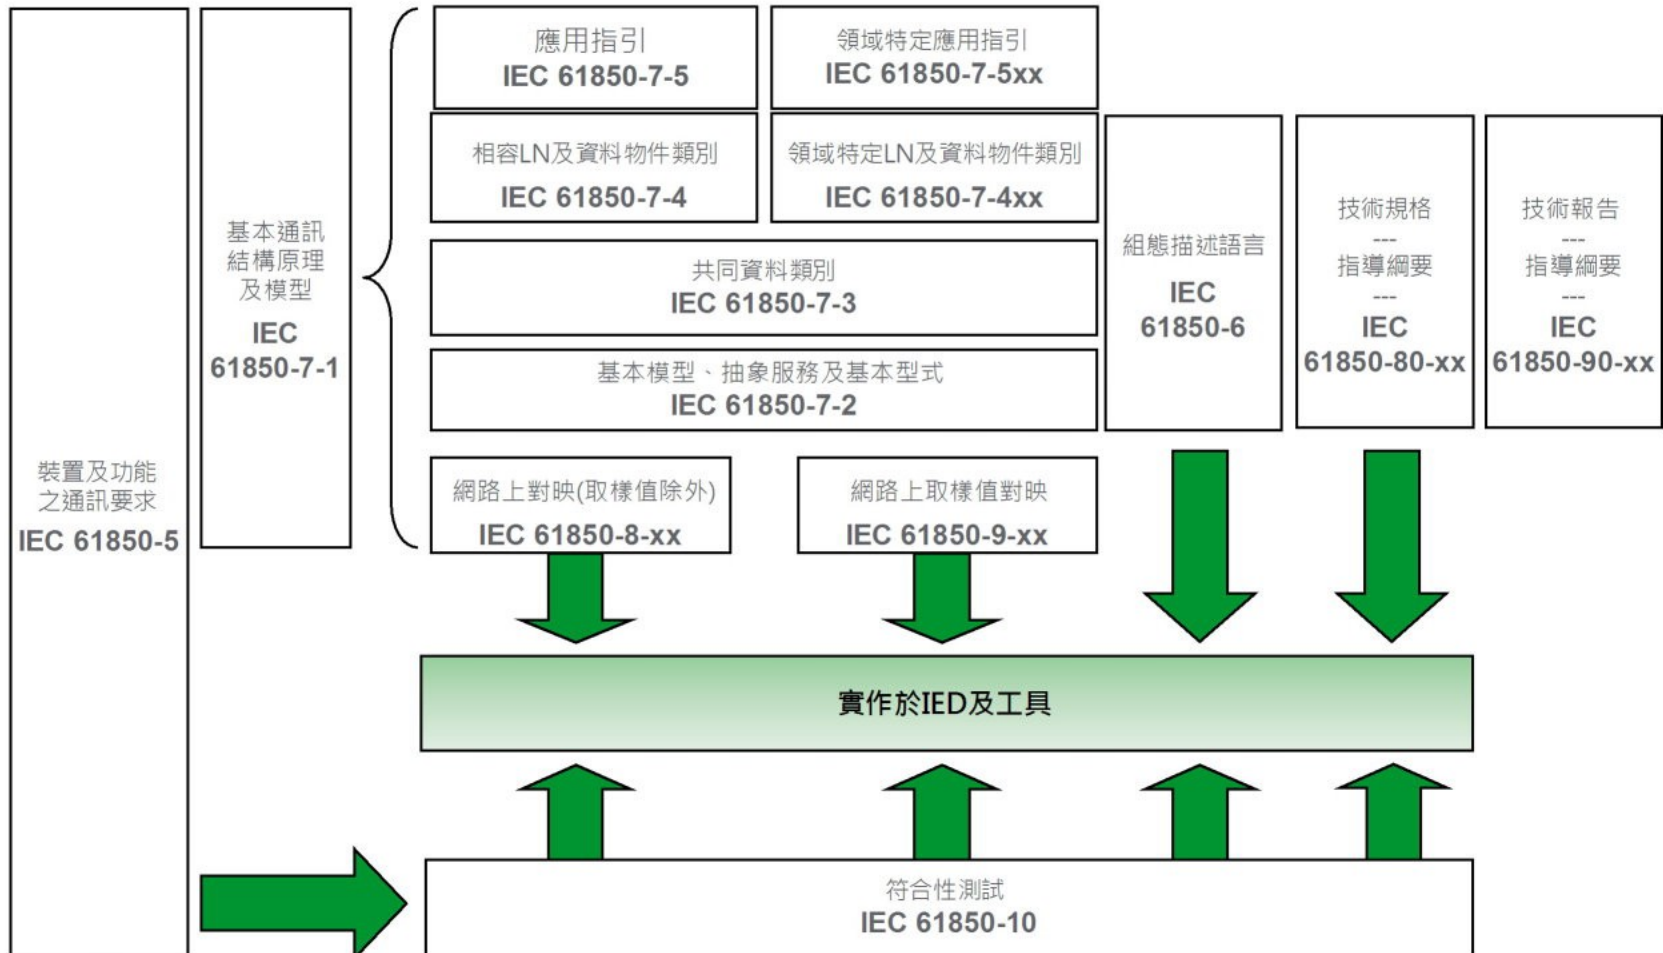 裝置及功能
之通訊要求
IEC 61850-5
基本通訊
結構原理
及模型
IEC
61850-7-1
應用指引
IEC 61850-7-5
領域特定應用指引
IEC 61850-7-5xx
相容LN及資料物件類別
IEC 61850-7-4
領域特定LN及資料物件類別
IEC 61850-7-4xx
共同資料類別
IEC 61850-7-3
基本模型、抽象服務及基本型式
IEC 61850-7-2
網路上對映(取樣值除外)
IEC 61850-8-xx
網路上取樣值對映
IEC 61850-9-xx
組態描述語言
IEC
61850-6
技術規格
---
指導綱要
---
IEC
61850-80-xx
技術報告
---
指導綱要
---
IEC
61850-90-xx
實作於IED及工具
符合性測試
IEC 61850-10